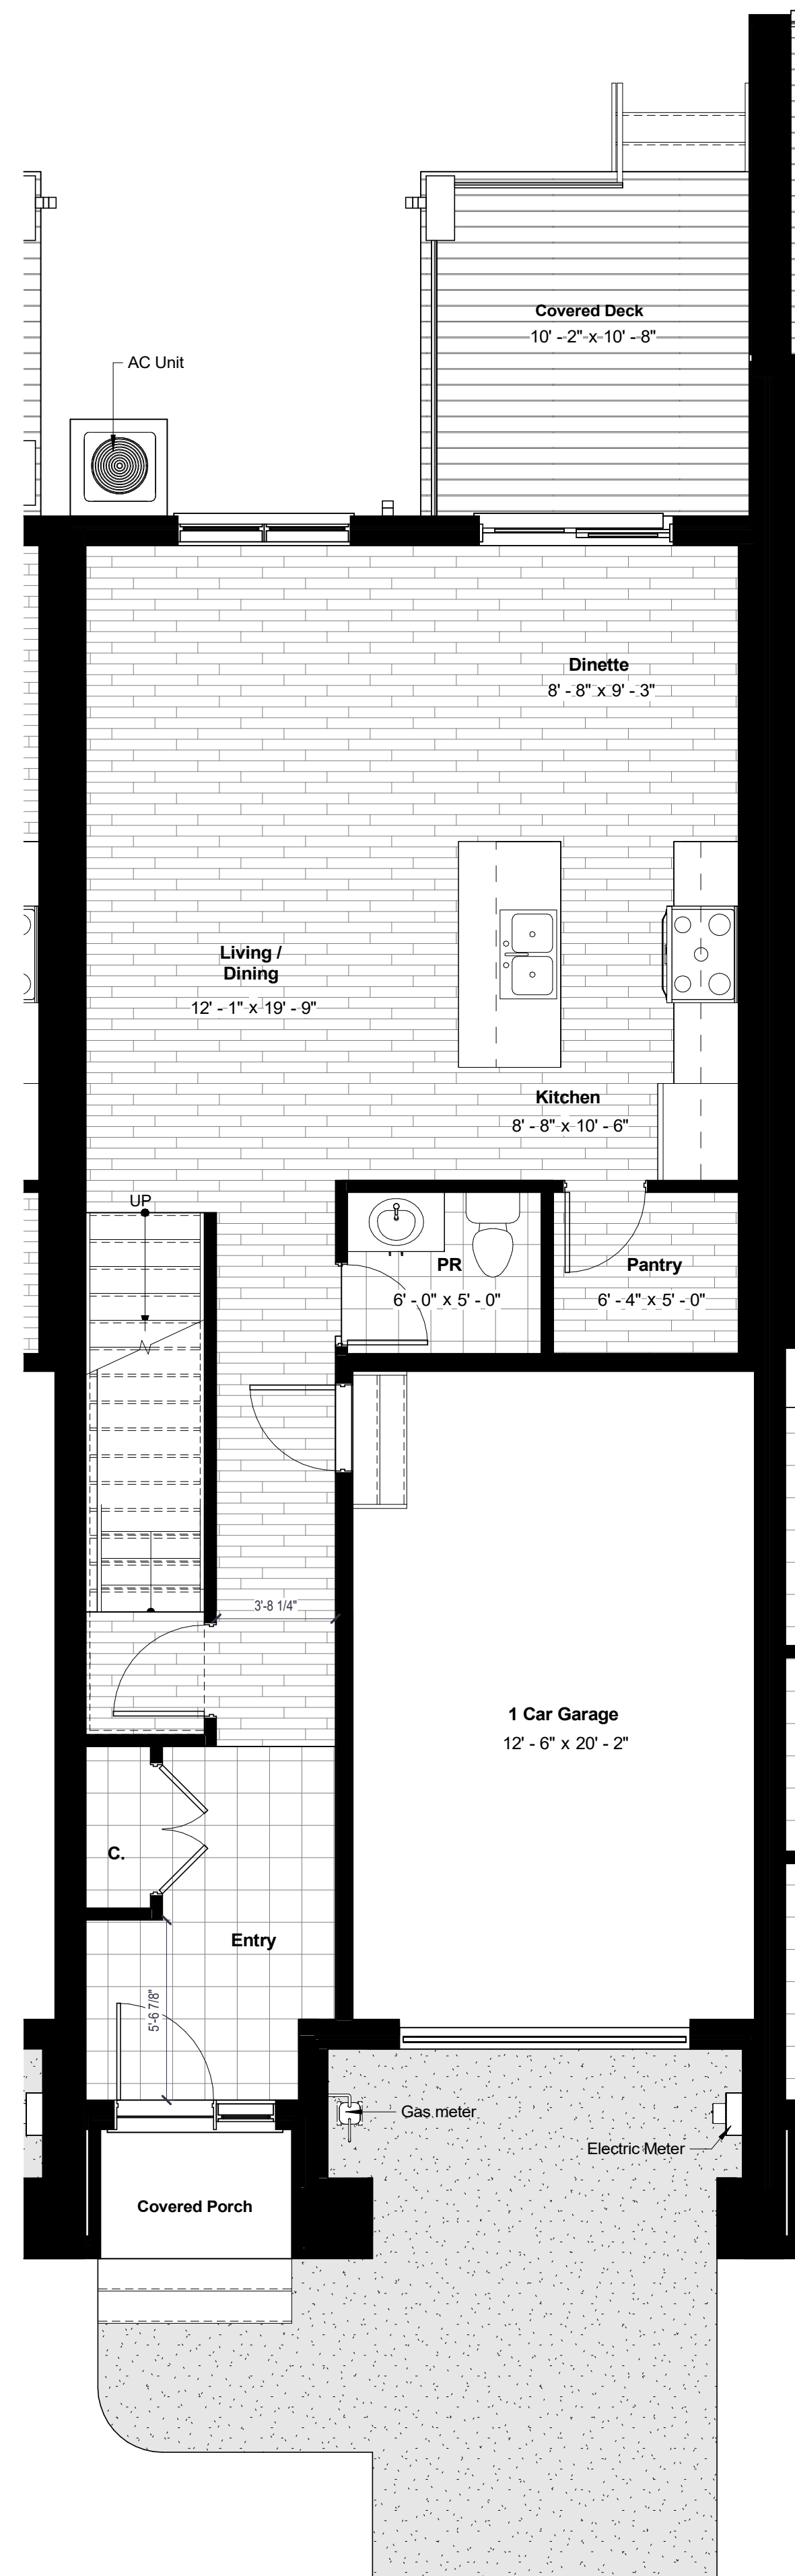 Covered Deck
10' - 2" x 10' - 8"
AC Unit
Dinette
8' - 8" x 9' - 3"
Living /
Dining
12' - 1" x 19' - 9"
Kitchen
8' - 8" x 10' - 6"
UP
PR
6' - 0" x 5' - 0"
Pantry
6' - 4" x 5' - 0"
3'-8 1/4"
1 Car Garage
12' - 6" x 20' - 2"
C.
Entry
5'-6 7/8"
Gas meter
Electric Meter
Covered Porch